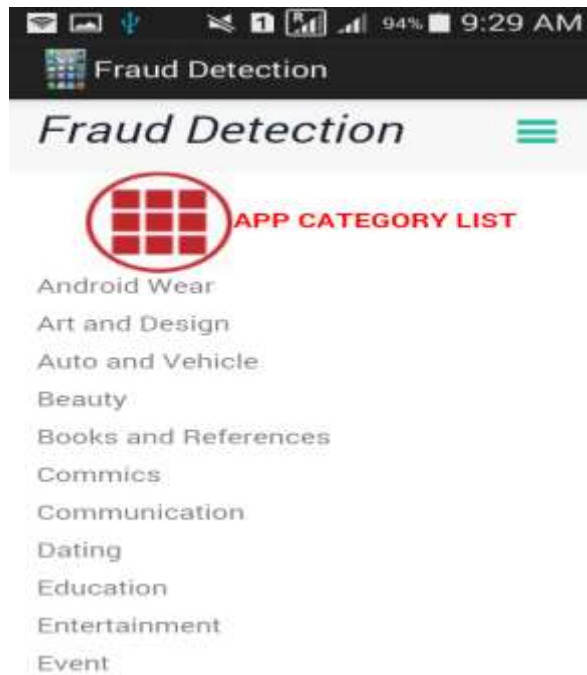 1 R 94% 9:29 AM
Fraud Detection
Fraud Detection
APP CATEGORY LIST
Android Wear
Art and Design
Auto and Vehicle
Beauty
Books and References
Commics
Communication
Dating
Education
Entertainment
Event